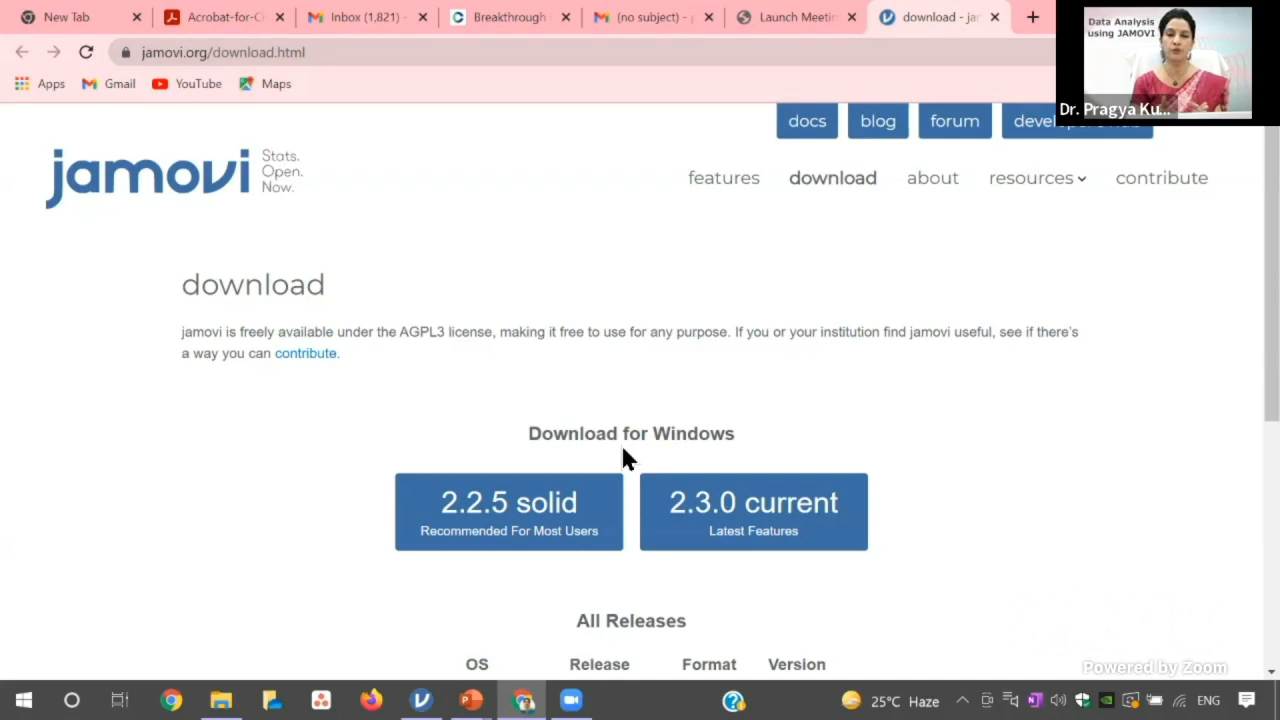 New Tab
Acrobat-for-C
Inbox (1,821) -
Breakthrough
(no subject) - p
Launch Meetin
download - jam
jamovi.org/download.html
Apps
Gmail
YouTube
Maps
Data Analysis
using JAMOVI
Dr. Pragya Ku...
docs
blog
forum
jamovi
Stats.
Open.
Now.
features
download
about
resources
contribute
download
jamovi is freely available under the AGPL3 license, making it free to use for any purpose. If you or your institution find jamovi useful, see if there's
a way you can contribute.
Download for Windows
2.2.5 solid
Recommended For Most Users
2.3.0 current
Latest Features
All Releases
OS Release Format Version
Powered by Zoom
25°C Haze
ENG